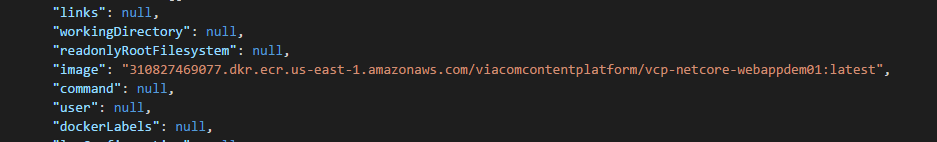 "links": null,
"workingDirectory": null,
"readonlyRootFilesystem": null,
"image": "310827469077.dkr.ecr.us-east-1.amazonaws.com/viacomcontentplatform/vcp-netcore-webappdem01:latest",
"command": null,
"user": null,
"dockerLabels": null,